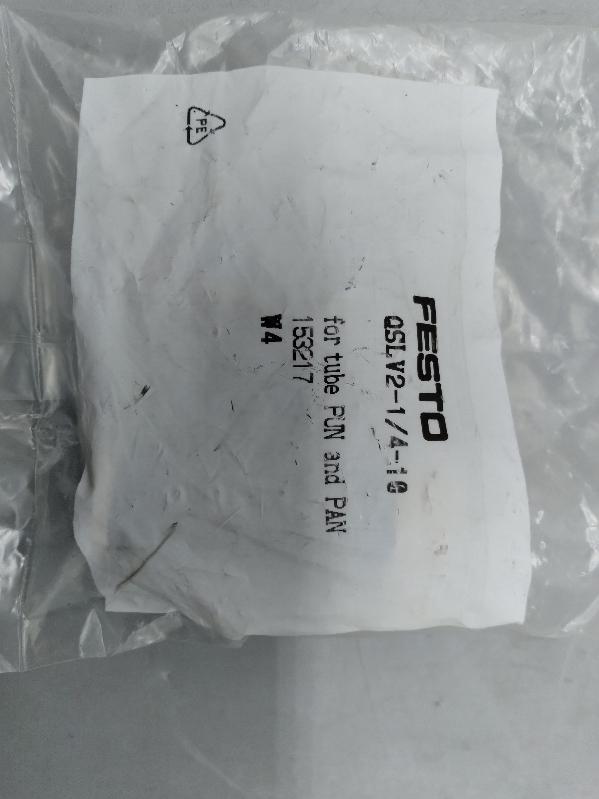 FESTO
QSLV2-1/4-10
for tube PUN and PAN
153217
W4
PE